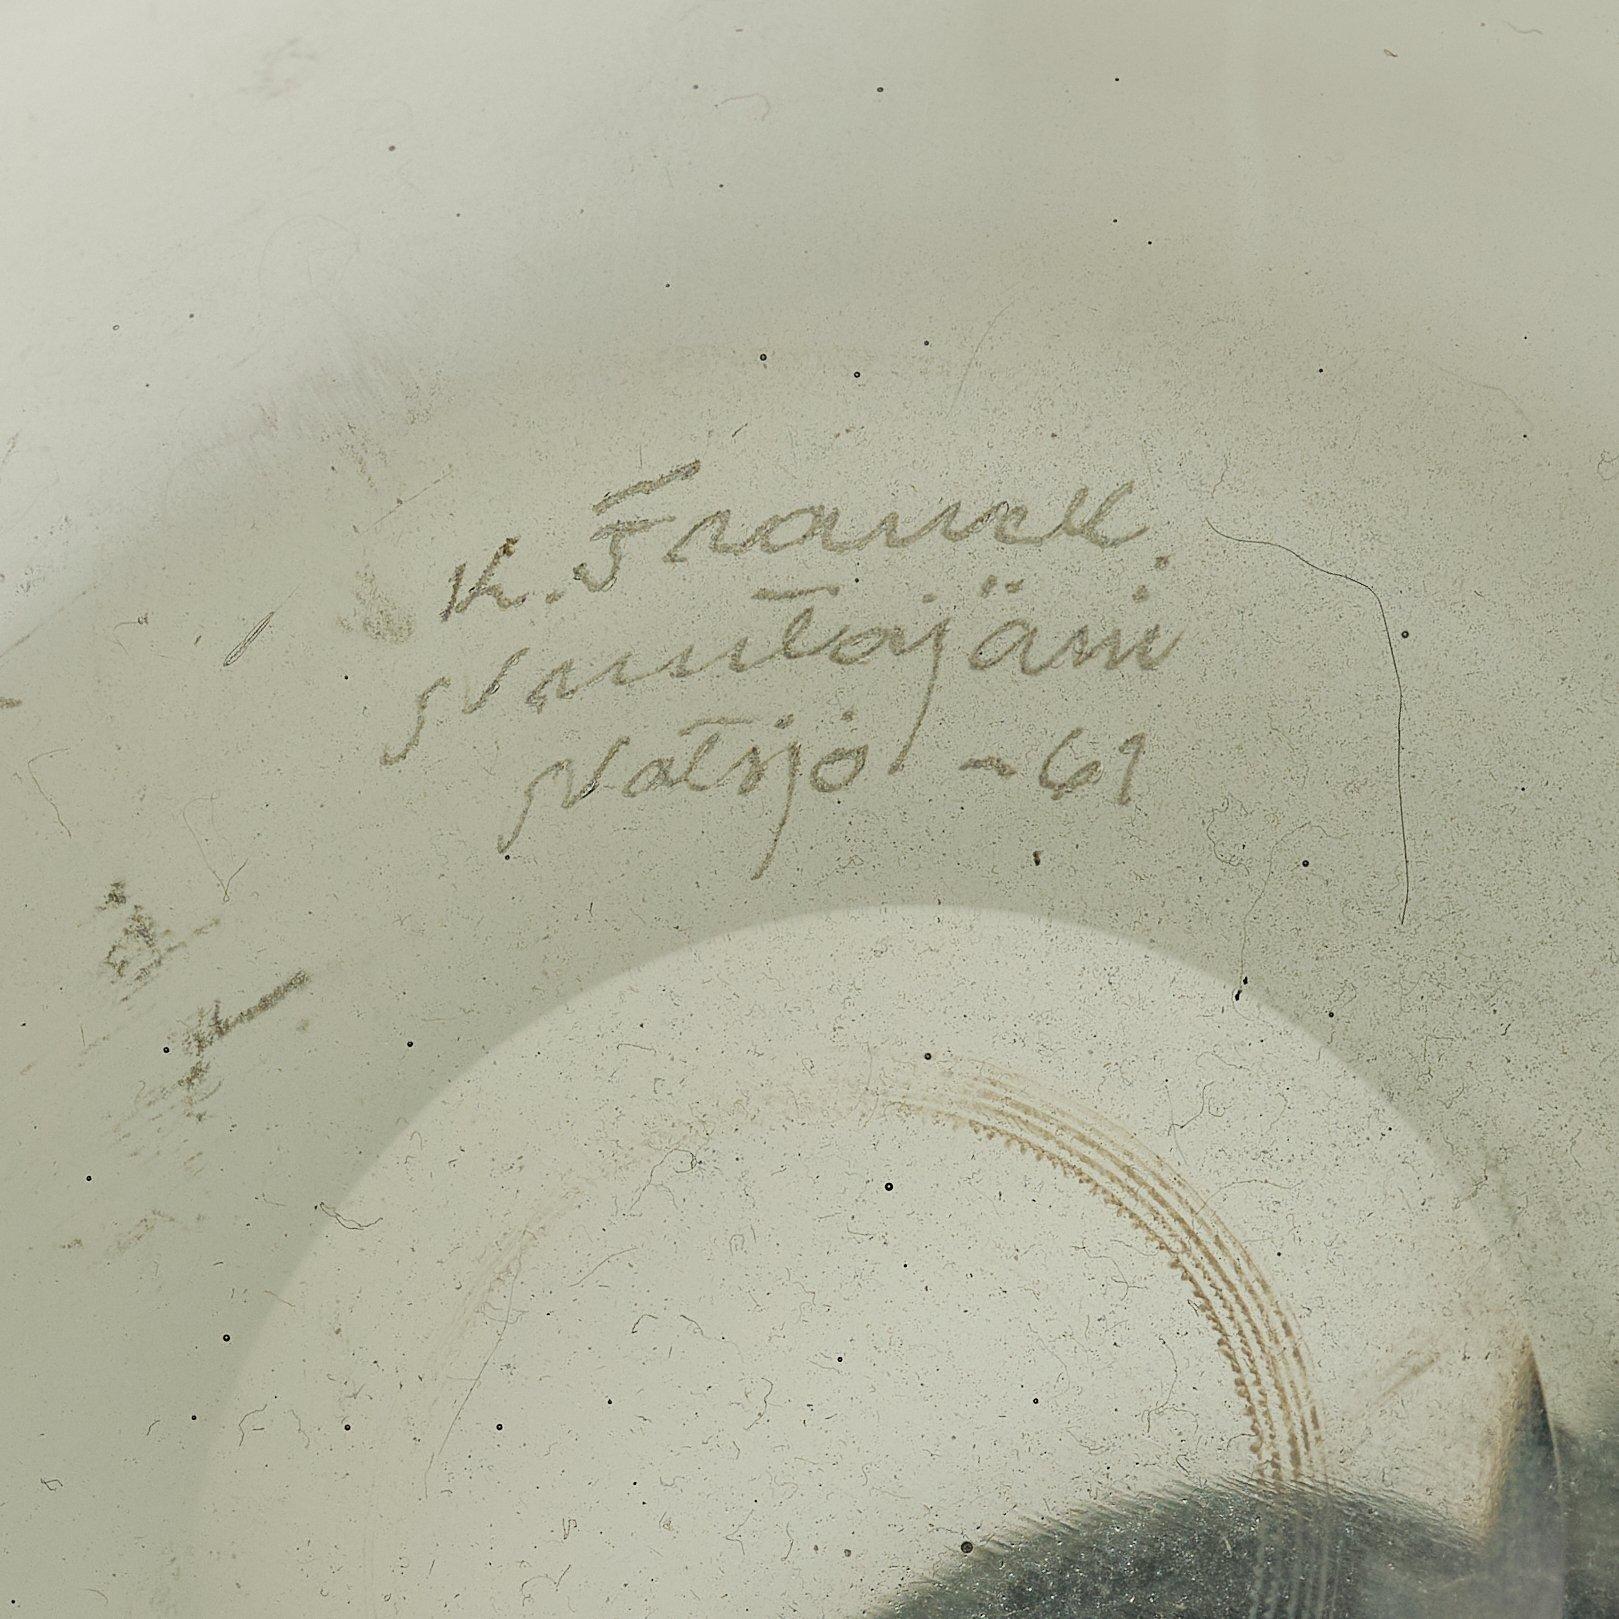 K. Franck
Nuutajärvi
Notsjö -61